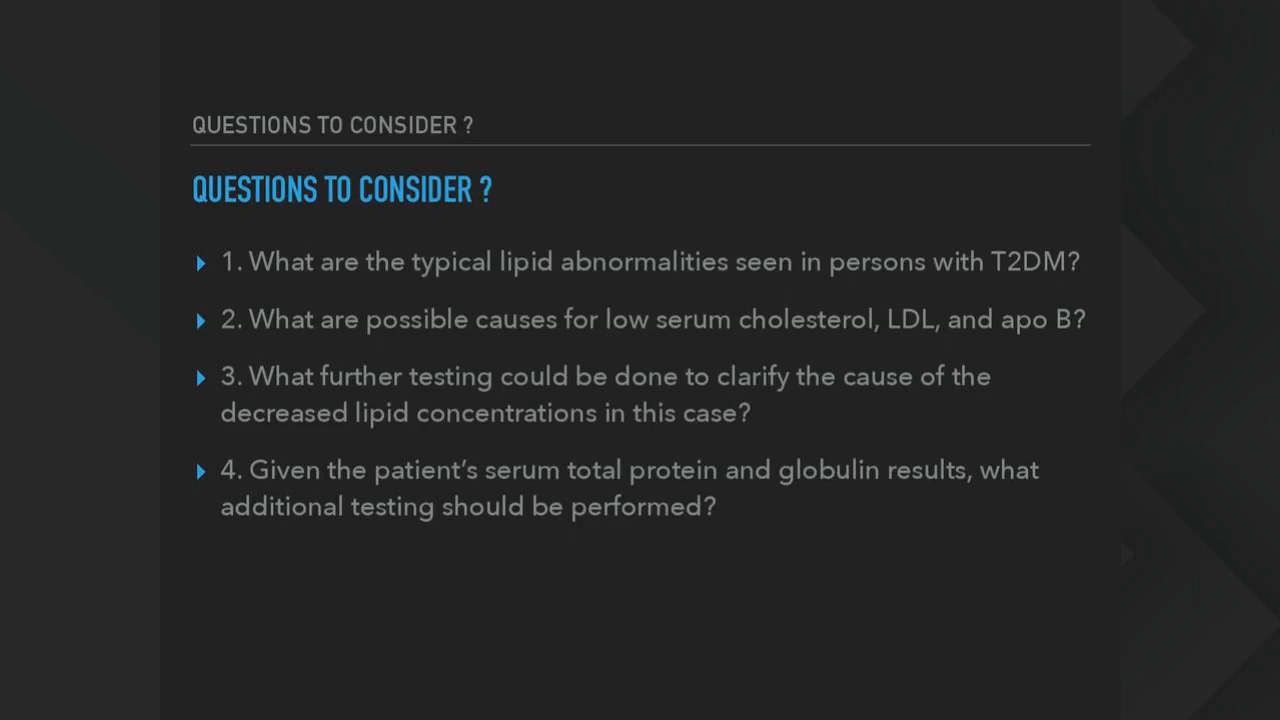 QUESTIONS TO CONSIDER ?
QUESTIONS TO CONSIDER ?
1. What are the typical lipid abnormalities seen in persons with T2DM?
2. What are possible causes for low serum cholesterol, LDL, and apo B?
3. What further testing could be done to clarify the cause of the
decreased lipid concentrations in this case?
4. Given the patient’s serum total protein and globulin results, what
additional testing should be performed?